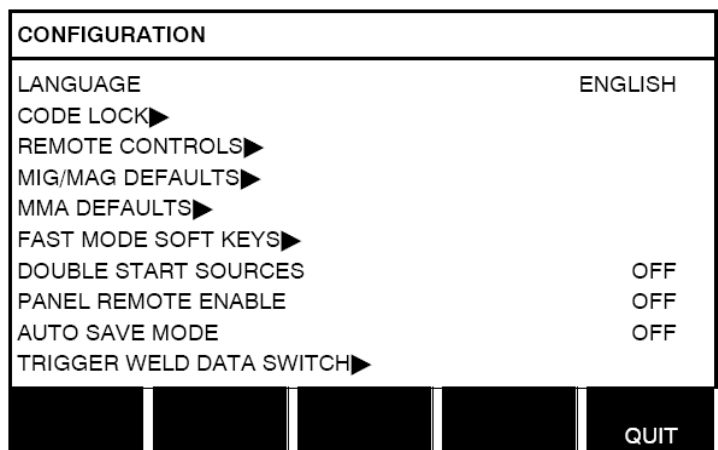 CONFIGURATION
LANGUAGE ENGLISH
CODE LOCK▶
REMOTE CONTROLS▶
MIG/MAG DEFAULTS▶
MMA DEFAULTS▶
FAST MODE SOFT KEYS▶
DOUBLE START SOURCES OFF
PANEL REMOTE ENABLE OFF
AUTO SAVE MODE OFF
TRIGGER WELD DATA SWITCH▶
QUIT